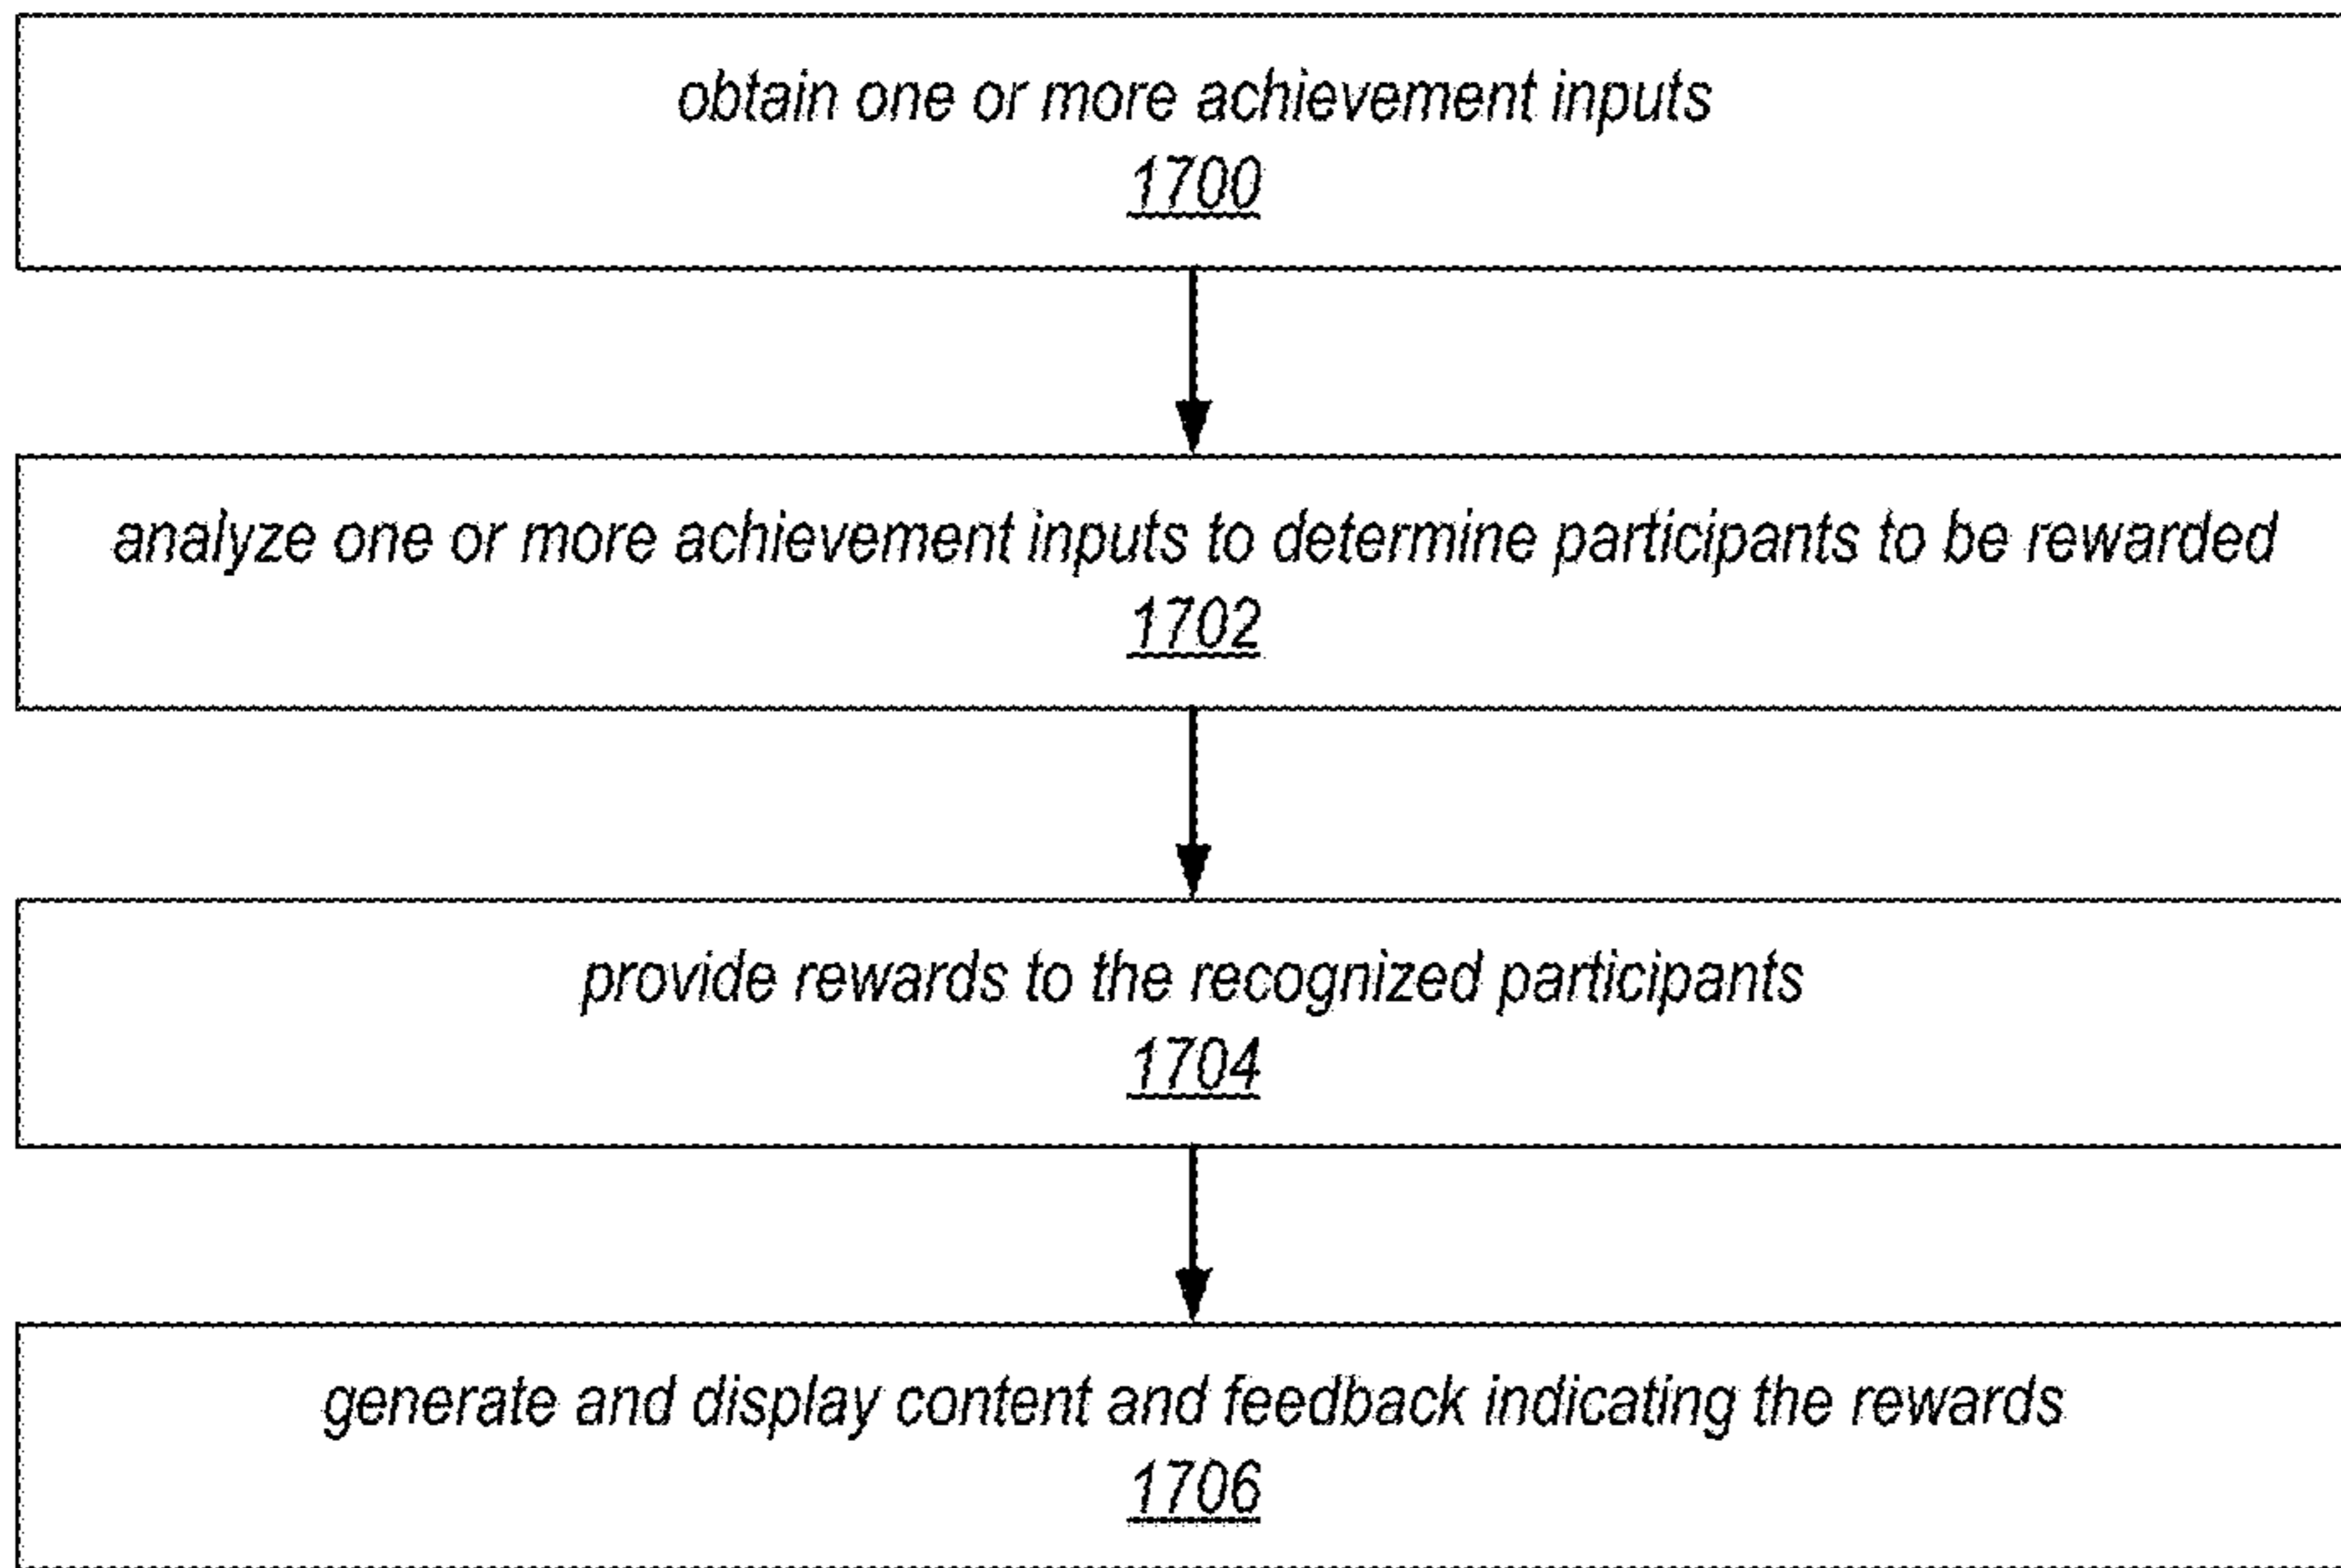 obtain one or more achievement inputs
1700
analyze one or more achievement inputs to determine participants to be rewarded
1702
provide rewards to the recognized participants
1704
generate and display content and feedback indicating the rewards
1706